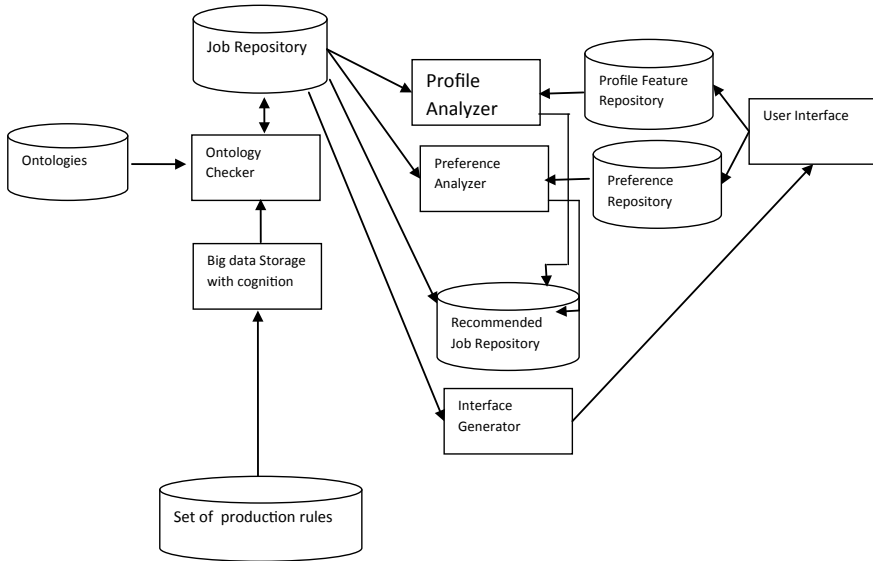 Job Repository
Profile
Analyzer
Profile Feature
Repository
User Interface
Ontologies
Ontology
Checker
Preference
Analyzer
Preference
Repository
Big data Storage
with cognition
Recommended
Job Repository
Interface
Generator
Set of production rules